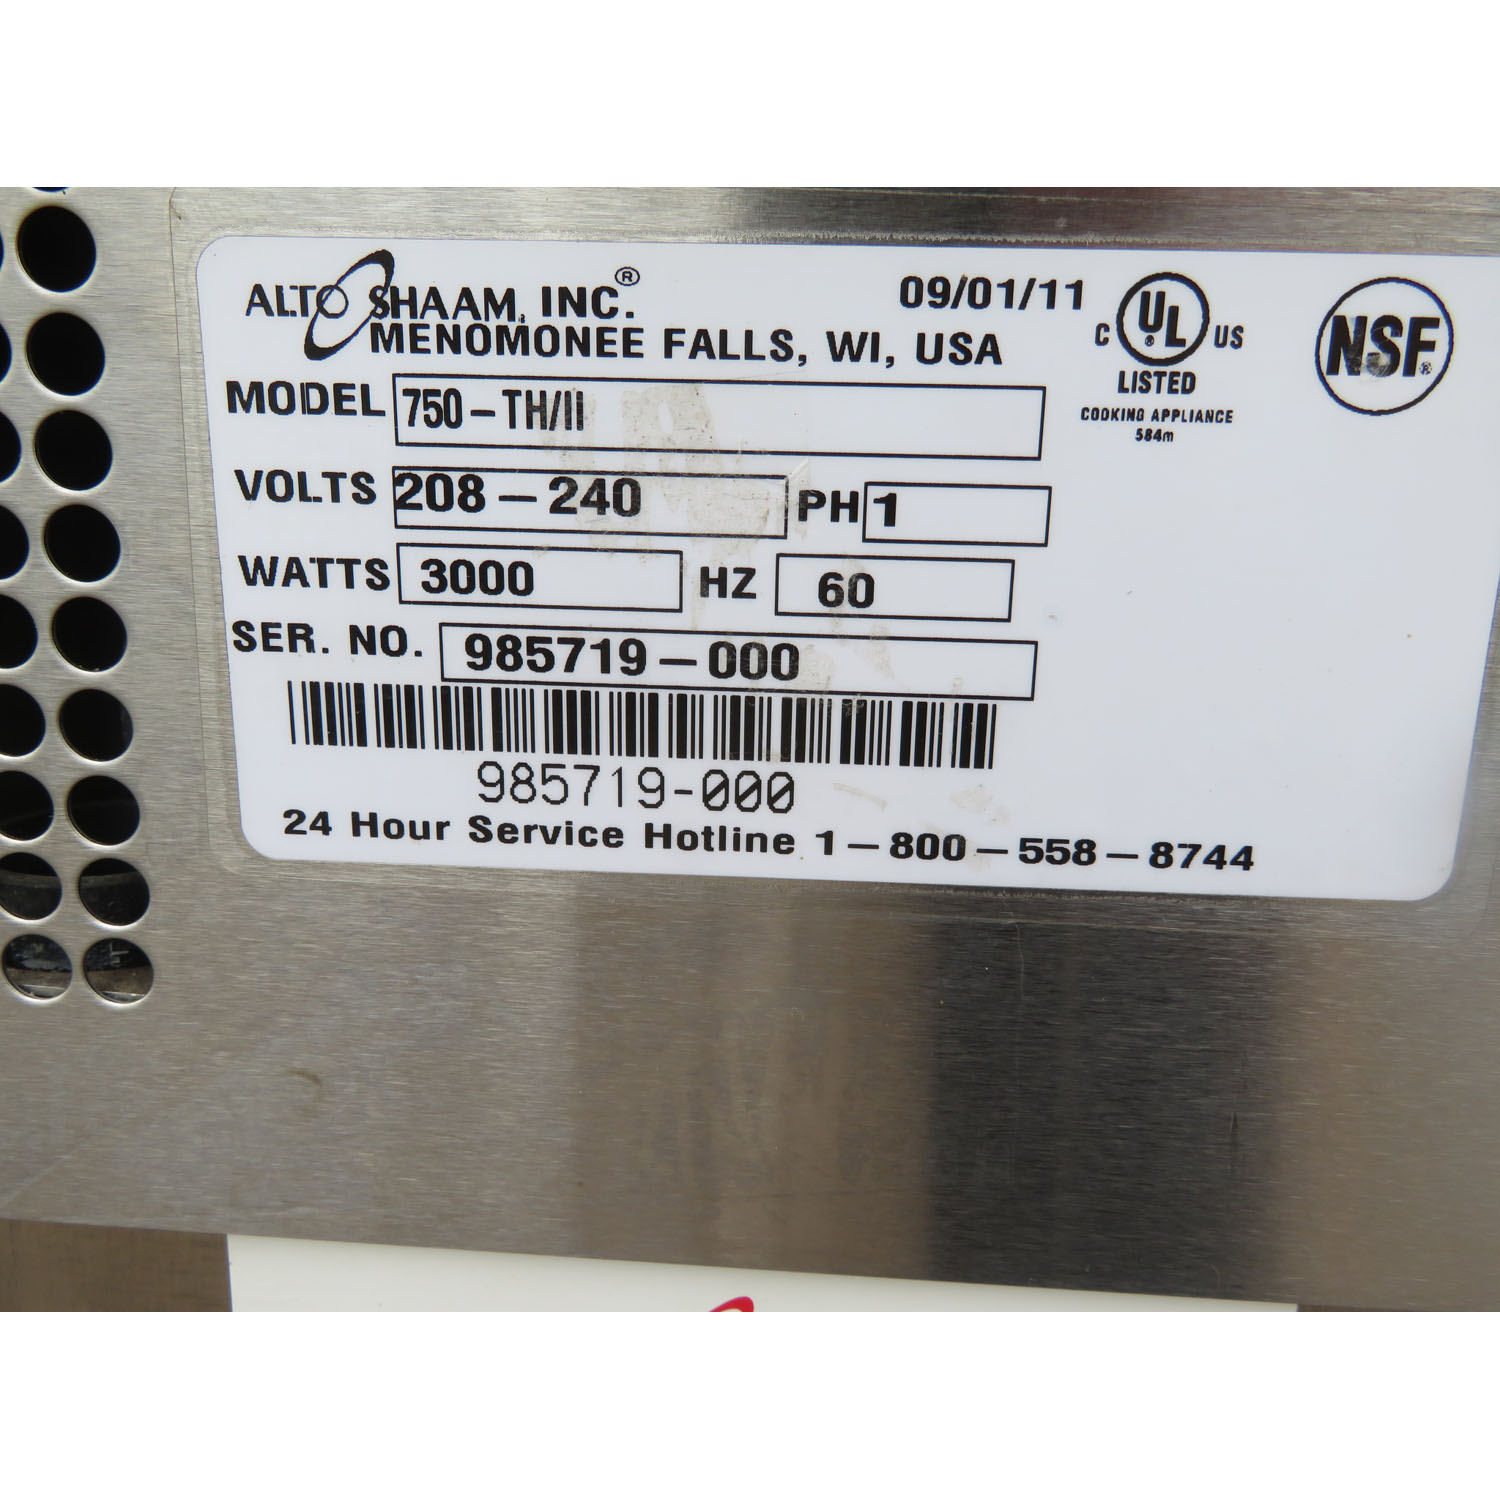 ALTO SHAAM, INC.®
09/01/11
MENOMONEE FALLS, WI, USA
C UL® US
LISTED
COOKING APPLIANCE
584m
NSF®
MODEL 750-TH/II
VOLTS 208-240 PH 1
WATTS 3000 HZ 60
SER. NO. 985719-000
985719-000
24 Hour Service Hotline 1-800-558-8744